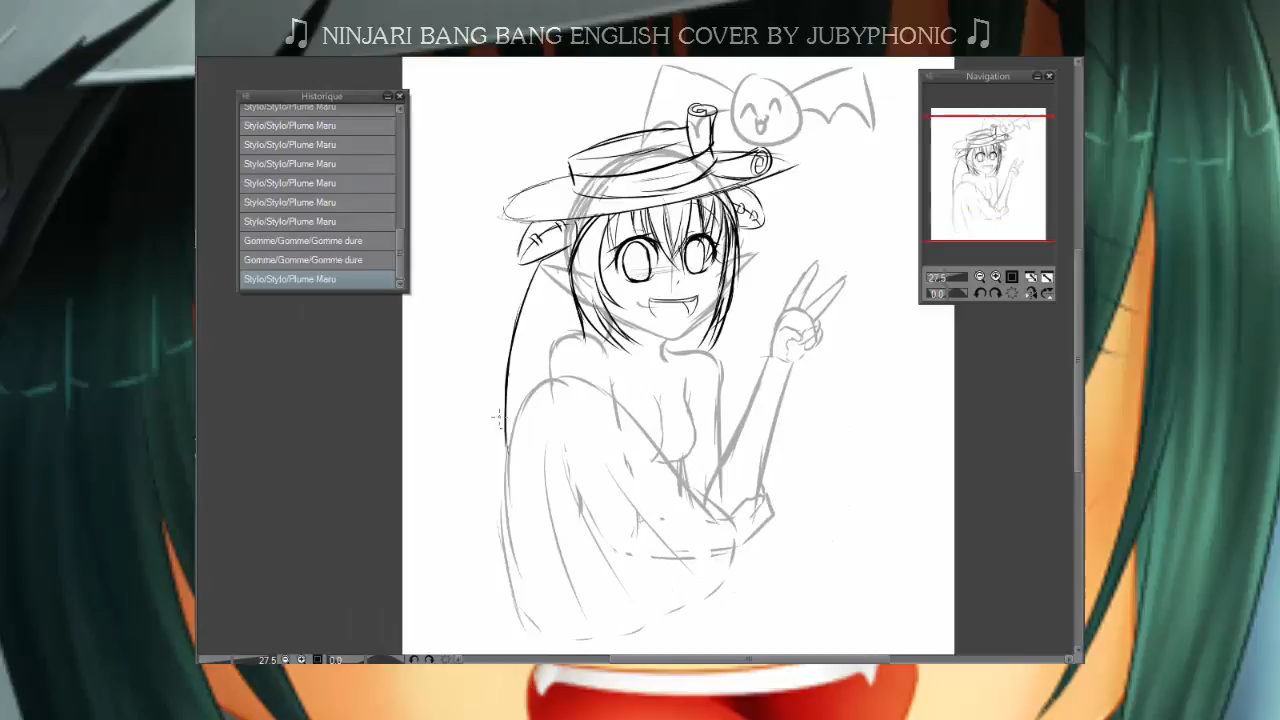 ♫ NINJARI BANG BANG ENGLISH COVER BY JUBYPHONIC ♫
Historique
Navigation
Stylo/Stylo/Plume Maru
Stylo/Stylo/Plume Maru
Stylo/Stylo/Plume Maru
Stylo/Stylo/Plume Maru
Stylo/Stylo/Plume Maru
Stylo/Stylo/Plume Maru
Stylo/Stylo/Plume Maru
Gomme/Gomme/Gomme dure
Gomme/Gomme/Gomme dure
Stylo/Stylo/Plume Maru
27.5
0.0
27.5
0.0